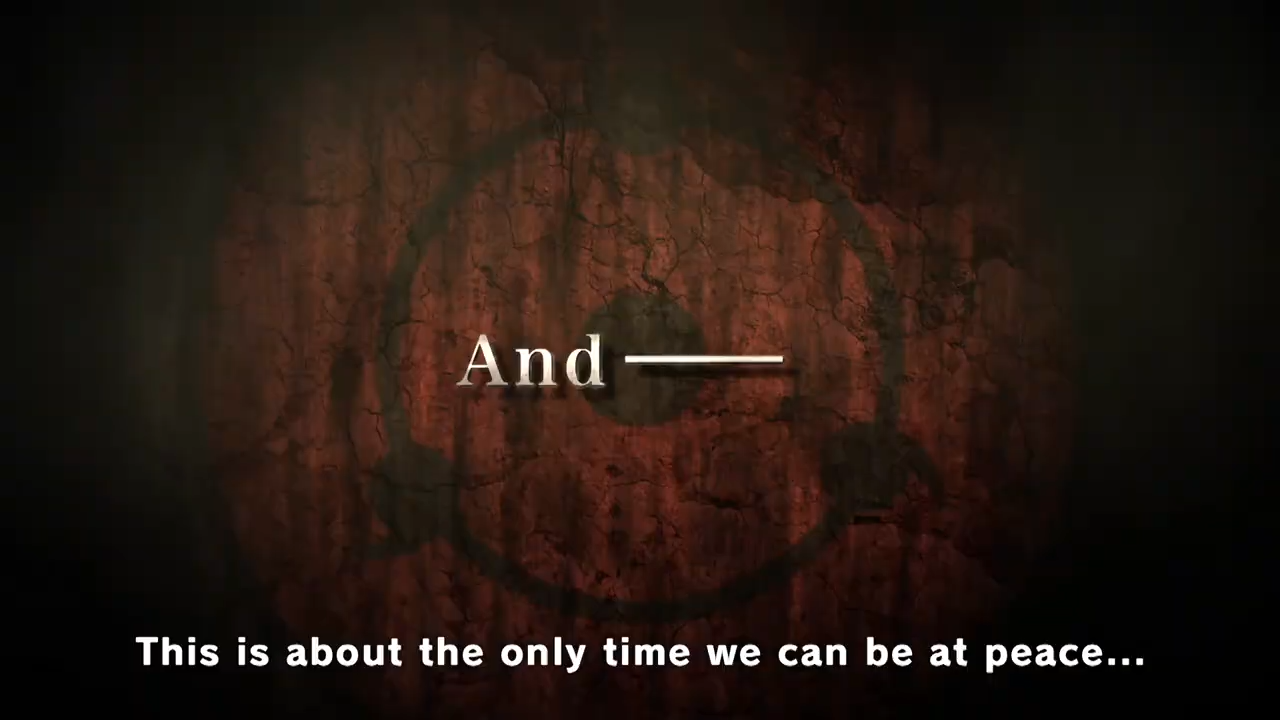 And —
This is about the only time we can be at peace...